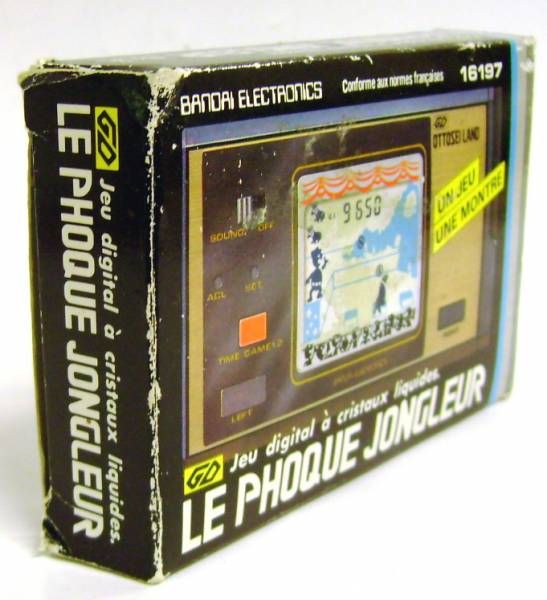 GD Jeu digital à cristaux liquides.
LE PHOQUE JONGLEUR
BANDAI ELECTRONICS
Conforme aux normes françaises
16197
GD
OTTOSEI LAND
UN JEU
UNE MONTRE
9650
SOUND OFF
ACL SET
TIME GAME 1.2
LEFT
GD Jeu digital à cristaux liquides.
LE PHOQUE JONGLEUR